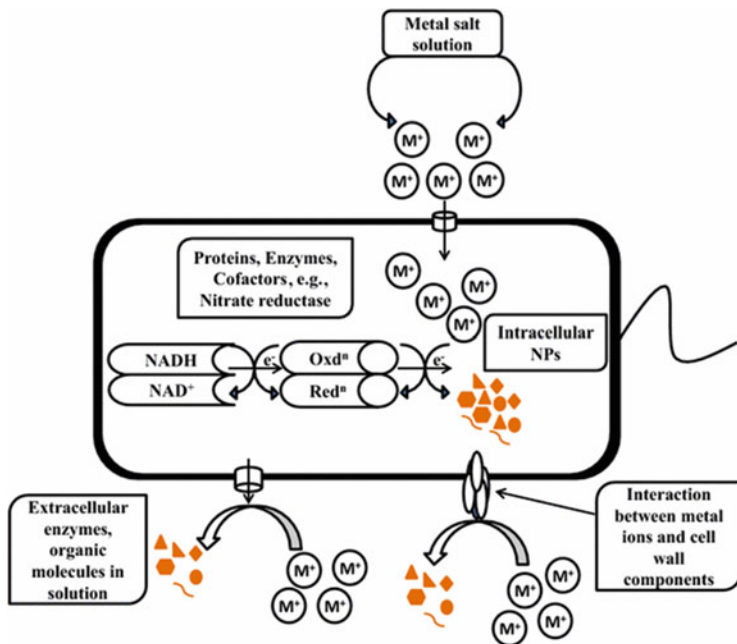 Metal salt
solution
M⁺ M⁺
M⁺ M⁺ M⁺
Proteins, Enzymes,
Cofactors, e.g.,
Nitrate reductase
M⁺
M⁺
M⁺
M⁺
M⁺
Intracellular
NPs
NADH
NAD⁺
e⁻
Oxdⁿ
Redⁿ
e⁻
Extracellular
enzymes,
organic
molecules in
solution
M⁺ M⁺
M⁺ M⁺
M⁺ M⁺
M⁺ M⁺
Interaction
between metal
ions and cell
wall
components